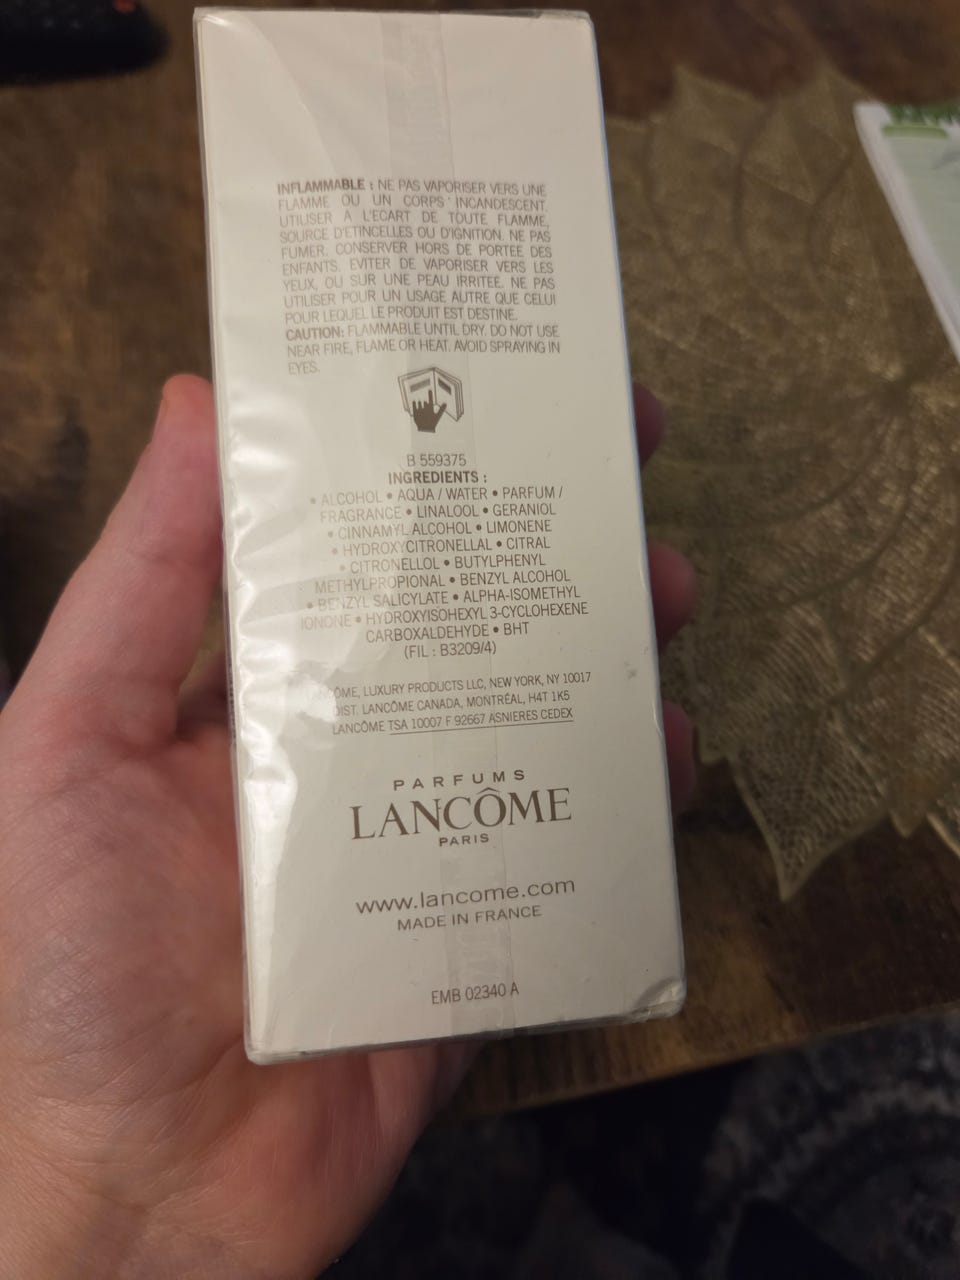 INFLAMMABLE : NE PAS VAPORISER VERS UNE
FLAMME OU UN CORPS INCANDESCENT.
UTILISER A L'ECART DE TOUTE FLAMME,
SOURCE D'ETINCELLES OU D'IGNITION. NE PAS
FUMER. CONSERVER HORS DE PORTEE DES
ENFANTS. EVITER DE VAPORISER VERS LES
YEUX, OU SUR UNE PEAU IRRITEE. NE PAS
UTILISER POUR UN USAGE AUTRE QUE CELUI
POUR LEQUEL LE PRODUIT EST DESTINE.
CAUTION: FLAMMABLE UNTIL DRY. DO NOT USE
NEAR FIRE, FLAME OR HEAT. AVOID SPRAYING IN
EYES.
B 559375
INGREDIENTS :
• ALCOHOL • AQUA / WATER • PARFUM /
FRAGRANCE • LINALOOL • GERANIOL
• CINNAMYL ALCOHOL • LIMONENE
• HYDROXYCITRONELLAL • CITRAL
• CITRONELLOL • BUTYLPHENYL
METHYLPROPIONAL • BENZYL ALCOHOL
• BENZYL SALICYLATE • ALPHA-ISOMETHYL
IONONE • HYDROXYISOHEXYL 3-CYCLOHEXENE
CARBOXALDEHYDE • BHT
(FIL : B3209/4)
LANCÔME, LUXURY PRODUCTS LLC, NEW YORK, NY 10017
DIST. LANCÔME CANADA, MONTRÉAL, H4T 1K5
LANCÔME TSA 10007 F 92667 ASNIERES CEDEX
PARFUMS
LANCÔME
PARIS
www.lancome.com
MADE IN FRANCE
EMB 02340 A